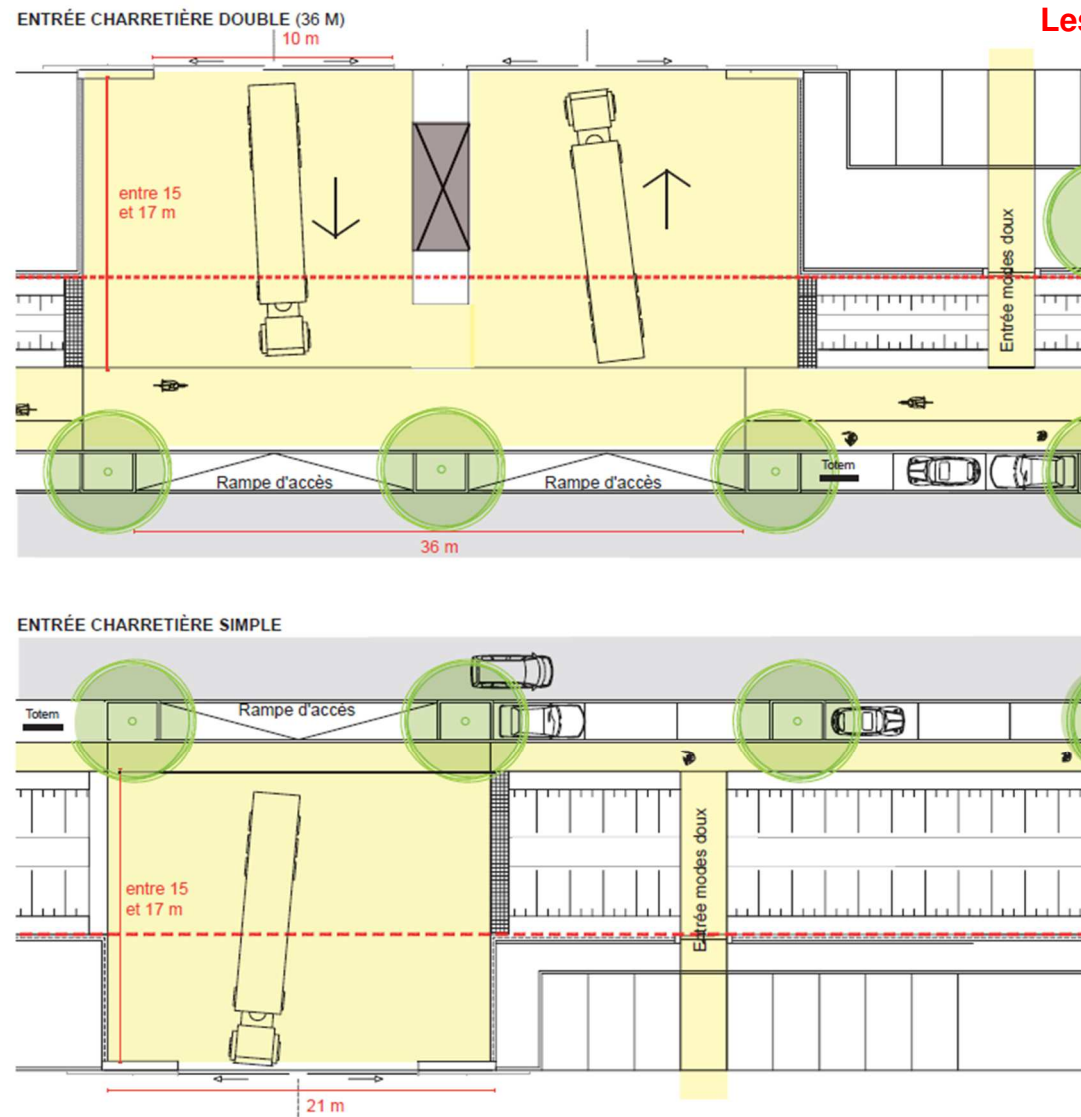 ENTRÉE CHARRETIÈRE DOUBLE (36 M)
Les
10 m
entre 15
et 17 m
Entrée modes doux
Rampe d'accès
Rampe d'accès
Totem
36 m
ENTRÉE CHARRETIÈRE SIMPLE
Totem
Rampe d'accès
entre 15
et 17 m
Entrée modes doux
21 m